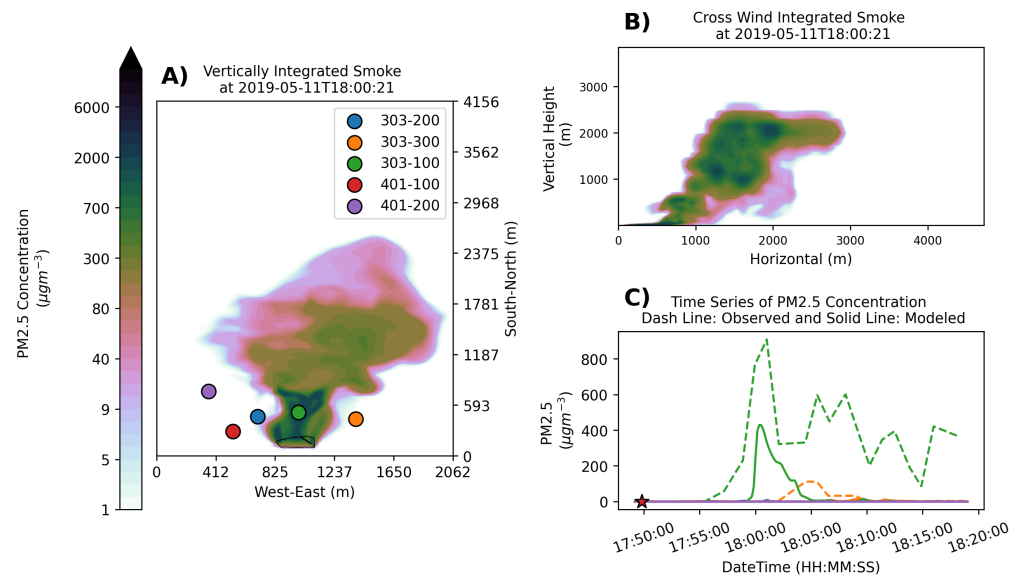 A)
Vertically Integrated Smoke
at 2019-05-11T18:00:21
PM2.5 Concentration
(μgm⁻³)
6000
2000
700
300
80
40
9
5
1
303-200
303-300
303-100
401-100
401-200
4156
3562
2968
2375
1781
1187
593
0
South-North (m)
0
412
825
1237
1650
2062
West-East (m)
B)
Cross Wind Integrated Smoke
at 2019-05-11T18:00:21
Vertical Height
(m)
3000
2000
1000
0
1000
2000
3000
4000
Horizontal (m)
C)
Time Series of PM2.5 Concentration
Dash Line: Observed and Solid Line: Modeled
PM2.5
(μgm⁻³)
800
600
400
200
0
17:50:00
17:55:00
18:00:00
18:05:00
18:10:00
18:15:00
18:20:00
DateTime (HH:MM:SS)